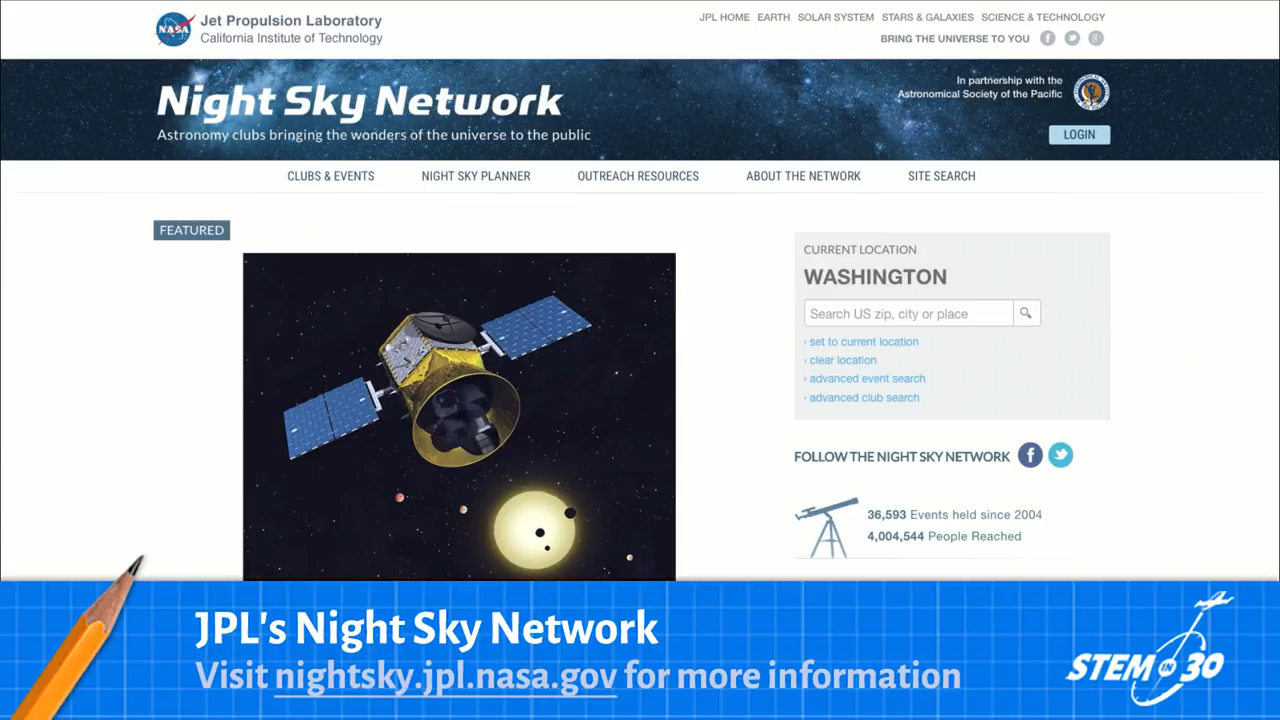 NASA
Jet Propulsion Laboratory
California Institute of Technology
JPL HOME EARTH SOLAR SYSTEM STARS & GALAXIES SCIENCE & TECHNOLOGY
BRING THE UNIVERSE TO YOU
Night Sky Network
Astronomy clubs bringing the wonders of the universe to the public
In partnership with the
Astronomical Society of the Pacific
LOGIN
CLUBS & EVENTS NIGHT SKY PLANNER OUTREACH RESOURCES ABOUT THE NETWORK SITE SEARCH
FEATURED
CURRENT LOCATION
WASHINGTON
Search US zip, city or place
› set to current location
› clear location
› advanced event search
› advanced club search
FOLLOW THE NIGHT SKY NETWORK
36,593 Events held since 2004
4,004,544 People Reached
JPL's Night Sky Network
Visit nightsky.jpl.nasa.gov for more information
STEM IN 30